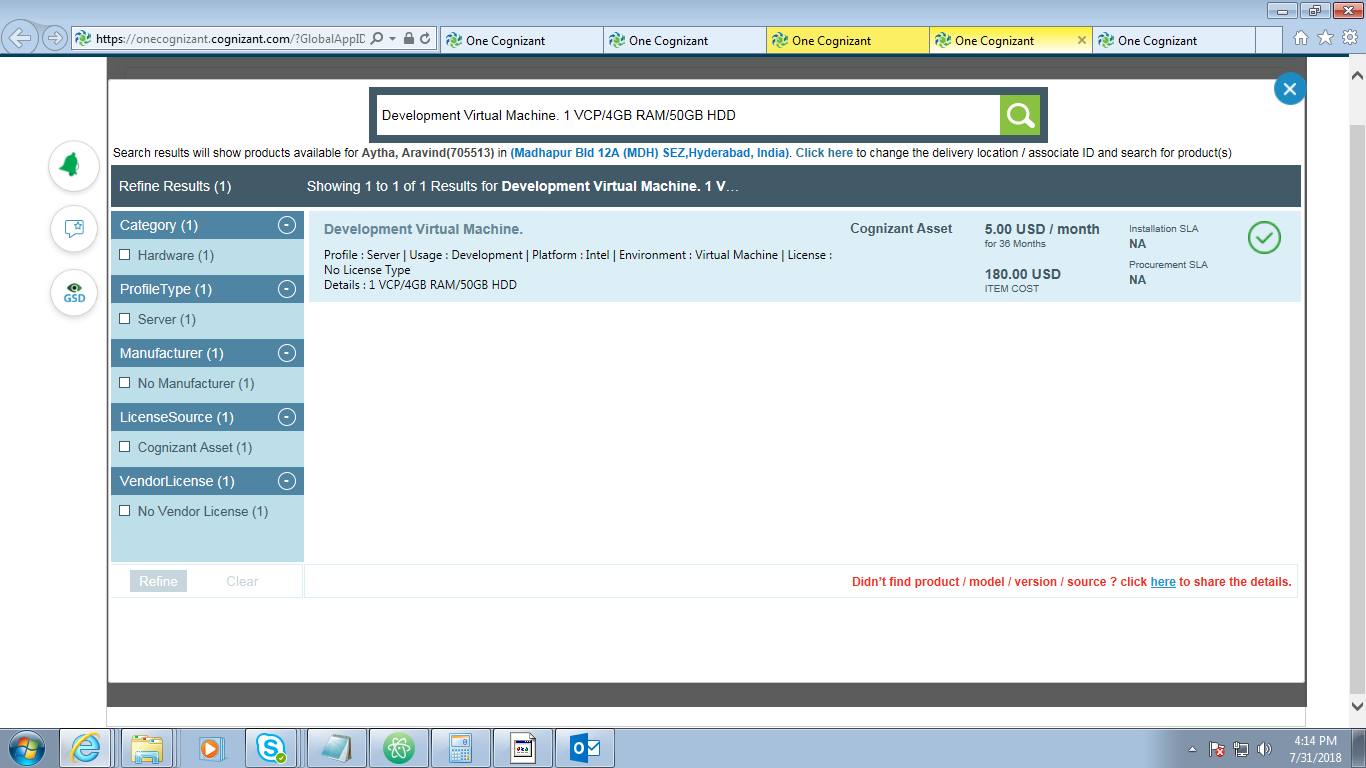 https://onecognizant.cognizant.com/?GlobalAppID
One Cognizant
One Cognizant
One Cognizant
One Cognizant
One Cognizant
Development Virtual Machine. 1 VCP/4GB RAM/50GB HDD
Search results will show products available for Aytha, Aravind(705513) in (Madhapur Bld 12A (MDH) SEZ,Hyderabad, India). Click here to change the delivery location / associate ID and search for product(s)
Refine Results (1)
Showing 1 to 1 of 1 Results for Development Virtual Machine. 1 V…
Category (1)
Hardware (1)
ProfileType (1)
Server (1)
Manufacturer (1)
No Manufacturer (1)
LicenseSource (1)
Cognizant Asset (1)
VendorLicense (1)
No Vendor License (1)
Refine
Clear
Development Virtual Machine.
Profile : Server | Usage : Development | Platform : Intel | Environment : Virtual Machine | License :
No License Type
Details : 1 VCP/4GB RAM/50GB HDD
Cognizant Asset
5.00 USD / month
for 36 Months
180.00 USD
ITEM COST
Installation SLA
NA
Procurement SLA
NA
Didn't find product / model / version / source ? click here to share the details.
GSD
4:14 PM
7/31/2018